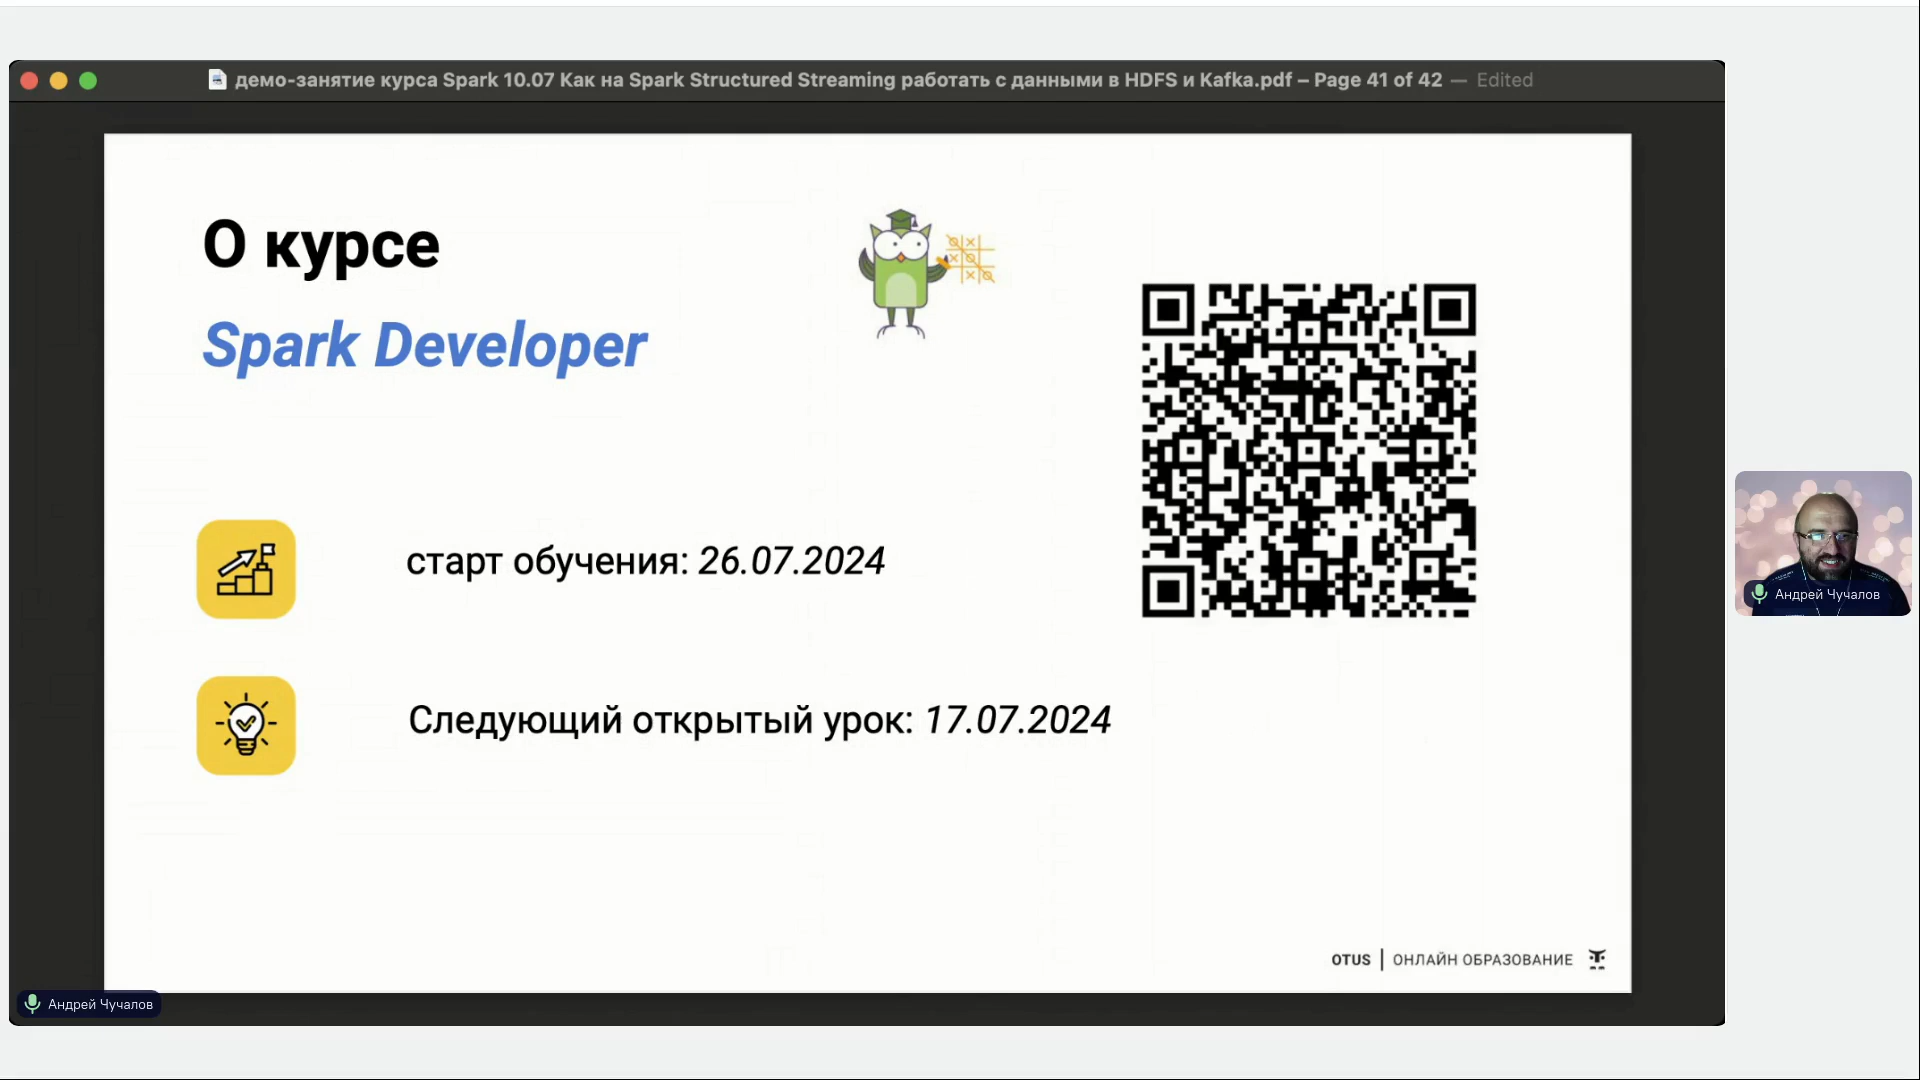 демо-занятие курса Spark 10.07 Как на Spark Structured Streaming работать с данными в HDFS и Kafka.pdf – Page 41 of 42 — Edited
О курсе
Spark Developer
старт обучения: 26.07.2024
Следующий открытый урок: 17.07.2024
OTUS | ОНЛАЙН ОБРАЗОВАНИЕ
Андрей Чучалов
Андрей Чучалов